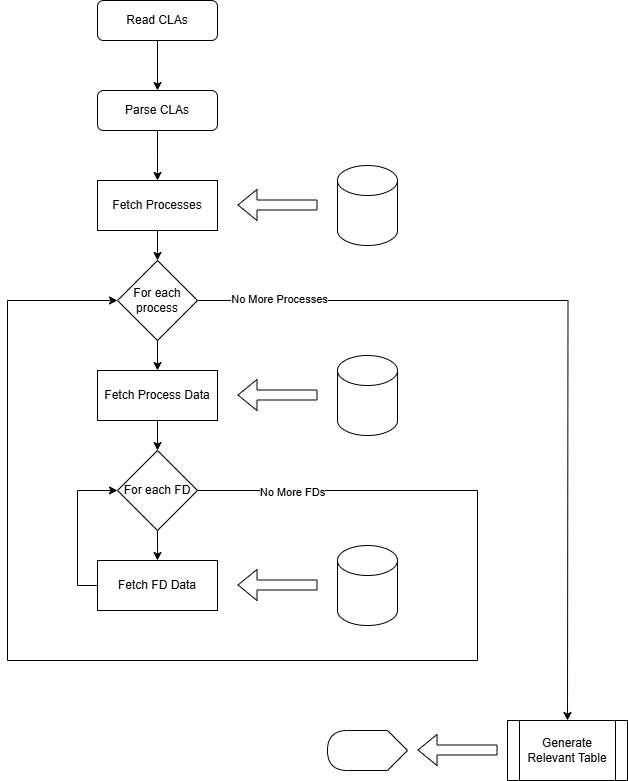 Read CLAs
Parse CLAs
Fetch Processes
For each
process
No More Processes
Fetch Process Data
For each FD
No More FDs
Fetch FD Data
Generate
Relevant Table